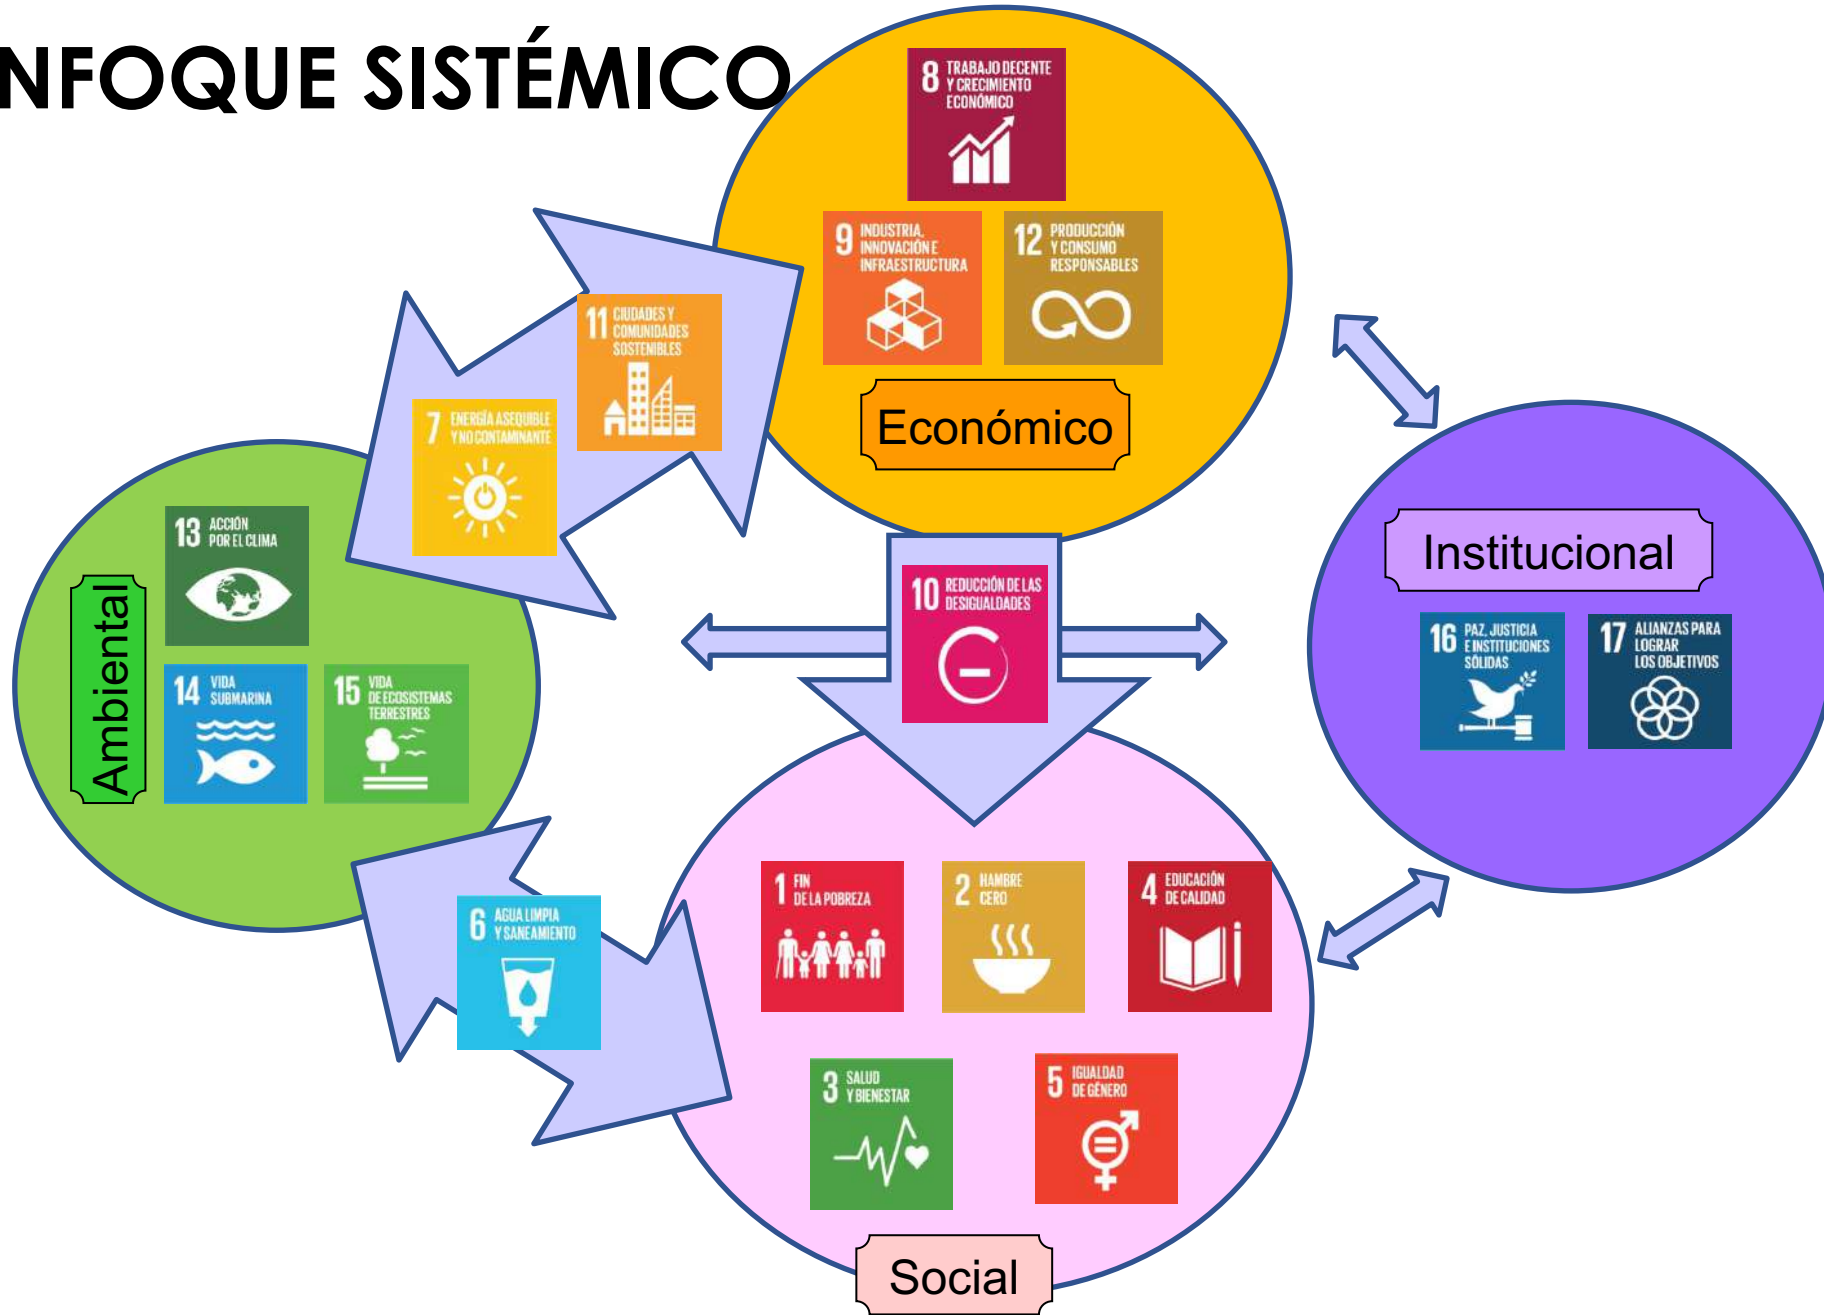 NFOQUE SISTÉMICO
8 TRABAJO DECENTE
Y CRECIMIENTO
ECONÓMICO
9 INDUSTRIA,
INNOVACIÓN E
INFRAESTRUCTURA
12 PRODUCCIÓN
Y CONSUMO
RESPONSABLES
Económico
11 CIUDADES Y
COMUNIDADES
SOSTENIBLES
7 ENERGÍA ASEQUIBLE
Y NO CONTAMINANTE
13 ACCIÓN
POR EL CLIMA
14 VIDA
SUBMARINA
15 VIDA
DE ECOSISTEMAS
TERRESTRES
Ambiental
10 REDUCCIÓN DE LAS
DESIGUALDADES
Institucional
16 PAZ, JUSTICIA
E INSTITUCIONES
SÓLIDAS
17 ALIANZAS PARA
LOGRAR
LOS OBJETIVOS
6 AGUA LIMPIA
Y SANEAMIENTO
1 FIN
DE LA POBREZA
2 HAMBRE
CERO
4 EDUCACIÓN
DE CALIDAD
3 SALUD
Y BIENESTAR
5 IGUALDAD
DE GÉNERO
Social